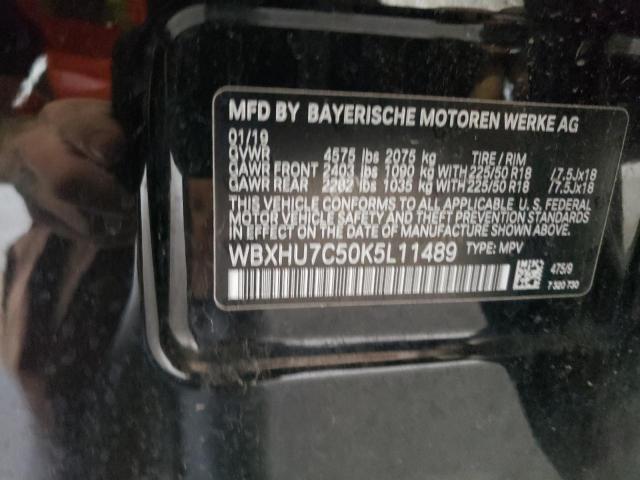 MFD BY BAYERISCHE MOTOREN WERKE AG
01/19
GVWR 4575 lbs 2075 kg TIRE / RIM
GAWR FRONT 2403 lbs 1090 kg WITH 225/50 R18 /7.5Jx18
GAWR REAR 2282 lbs 1035 kg WITH 225/50 R18 /7.5Jx18
THIS VEHICLE CONFORMS TO ALL APPLICABLE U. S. FEDERAL
MOTOR VEHICLE SAFETY AND THEFT PREVENTION STANDARDS
IN EFFECT ON THE DATE OF MANUFACTURE SHOWN ABOVE.
WBXHU7C50K5L11489 TYPE: MPV
475/9
7 320 730